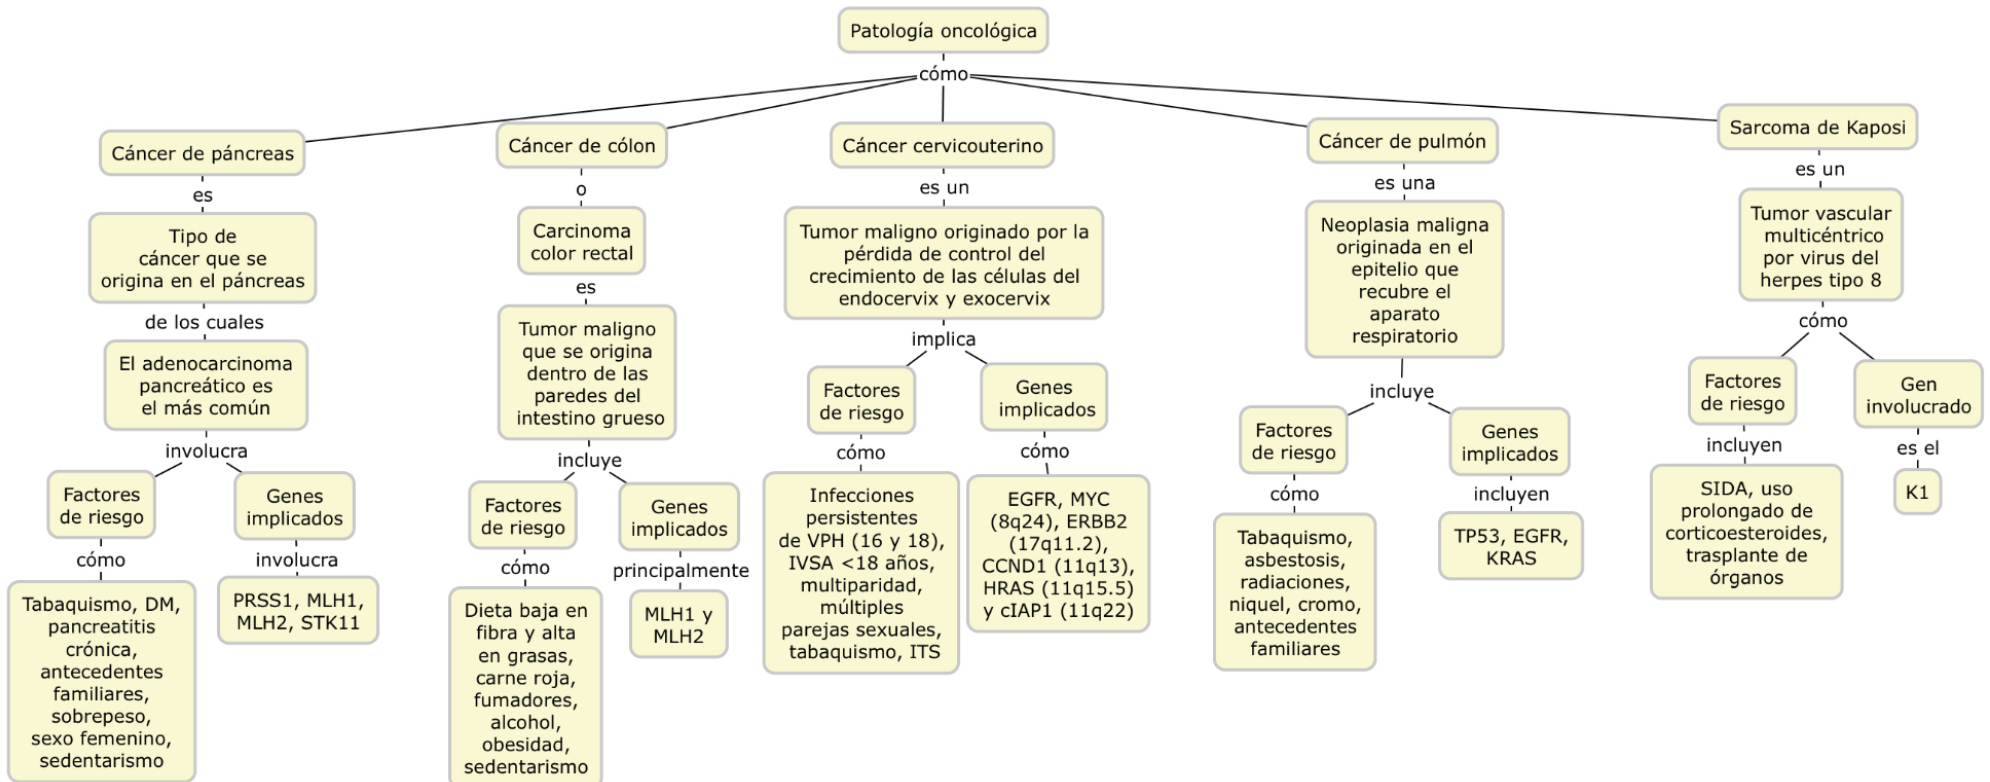 Patología oncológica
cómo
Cáncer de páncreas
es
Tipo de
cáncer que se
origina en el páncreas
de los cuales
El adenocarcinoma
pancreático es
el más común
involucra
Factores
de riesgo
cómo
Tabaquismo, DM,
pancreatitis
crónica,
antecedentes
familiares,
sobrepeso,
sexo femenino,
sedentarismo
Genes
implicados
involucra
PRSS1, MLH1,
MLH2, STK11
Cáncer de cólon
o
Carcinoma
color rectal
es
Tumor maligno
que se origina
dentro de las
paredes del
intestino grueso
incluye
Factores
de riesgo
cómo
Dieta baja en
fibra y alta
en grasas,
carne roja,
fumadores,
alcohol,
obesidad,
sedentarismo
Genes
implicados
principalmente
MLH1 y
MLH2
Cáncer cervicouterino
es un
Tumor maligno originado por la
pérdida de control del
crecimiento de las células del
endocervix y exocervix
implica
Factores
de riesgo
cómo
Infecciones
persistentes
de VPH (16 y 18),
IVSA <18 años,
multiparidad,
múltiples
parejas sexuales,
tabaquismo, ITS
Genes
implicados
cómo
EGFR, MYC
(8q24), ERBB2
(17q11.2),
CCND1 (11q13),
HRAS (11q15.5)
y cIAP1 (11q22)
Cáncer de pulmón
es una
Neoplasia maligna
originada en el
epitelio que
recubre el
aparato
respiratorio
incluye
Factores
de riesgo
cómo
Tabaquismo,
asbestosis,
radiaciones,
niquel, cromo,
antecedentes
familiares
Genes
implicados
incluyen
TP53, EGFR,
KRAS
Sarcoma de Kaposi
es un
Tumor vascular
multicéntrico
por virus del
herpes tipo 8
cómo
Factores
de riesgo
incluyen
SIDA, uso
prolongado de
corticoesteroides,
trasplante de
órganos
Gen
involucrado
es el
K1